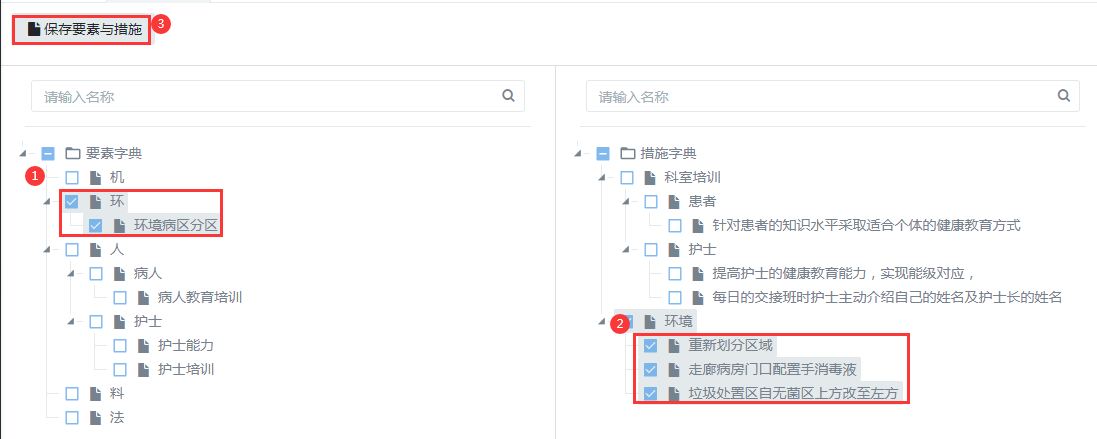 保存要素与措施
3
请输入名称
要素字典
1
机
环
环境病区分区
人
病人
病人教育培训
护士
护士能力
护士培训
料
法
请输入名称
措施字典
科室培训
患者
针对患者的知识水平采取适合个体的健康教育方式
护士
提高护士的健康教育能力，实现能级对应，
每日的交接班时护士主动介绍自己的姓名及护士长的姓名
2
环境
重新划分区域
走廊病房门口配置手消毒液
垃圾处置区自无菌区上方改至左方